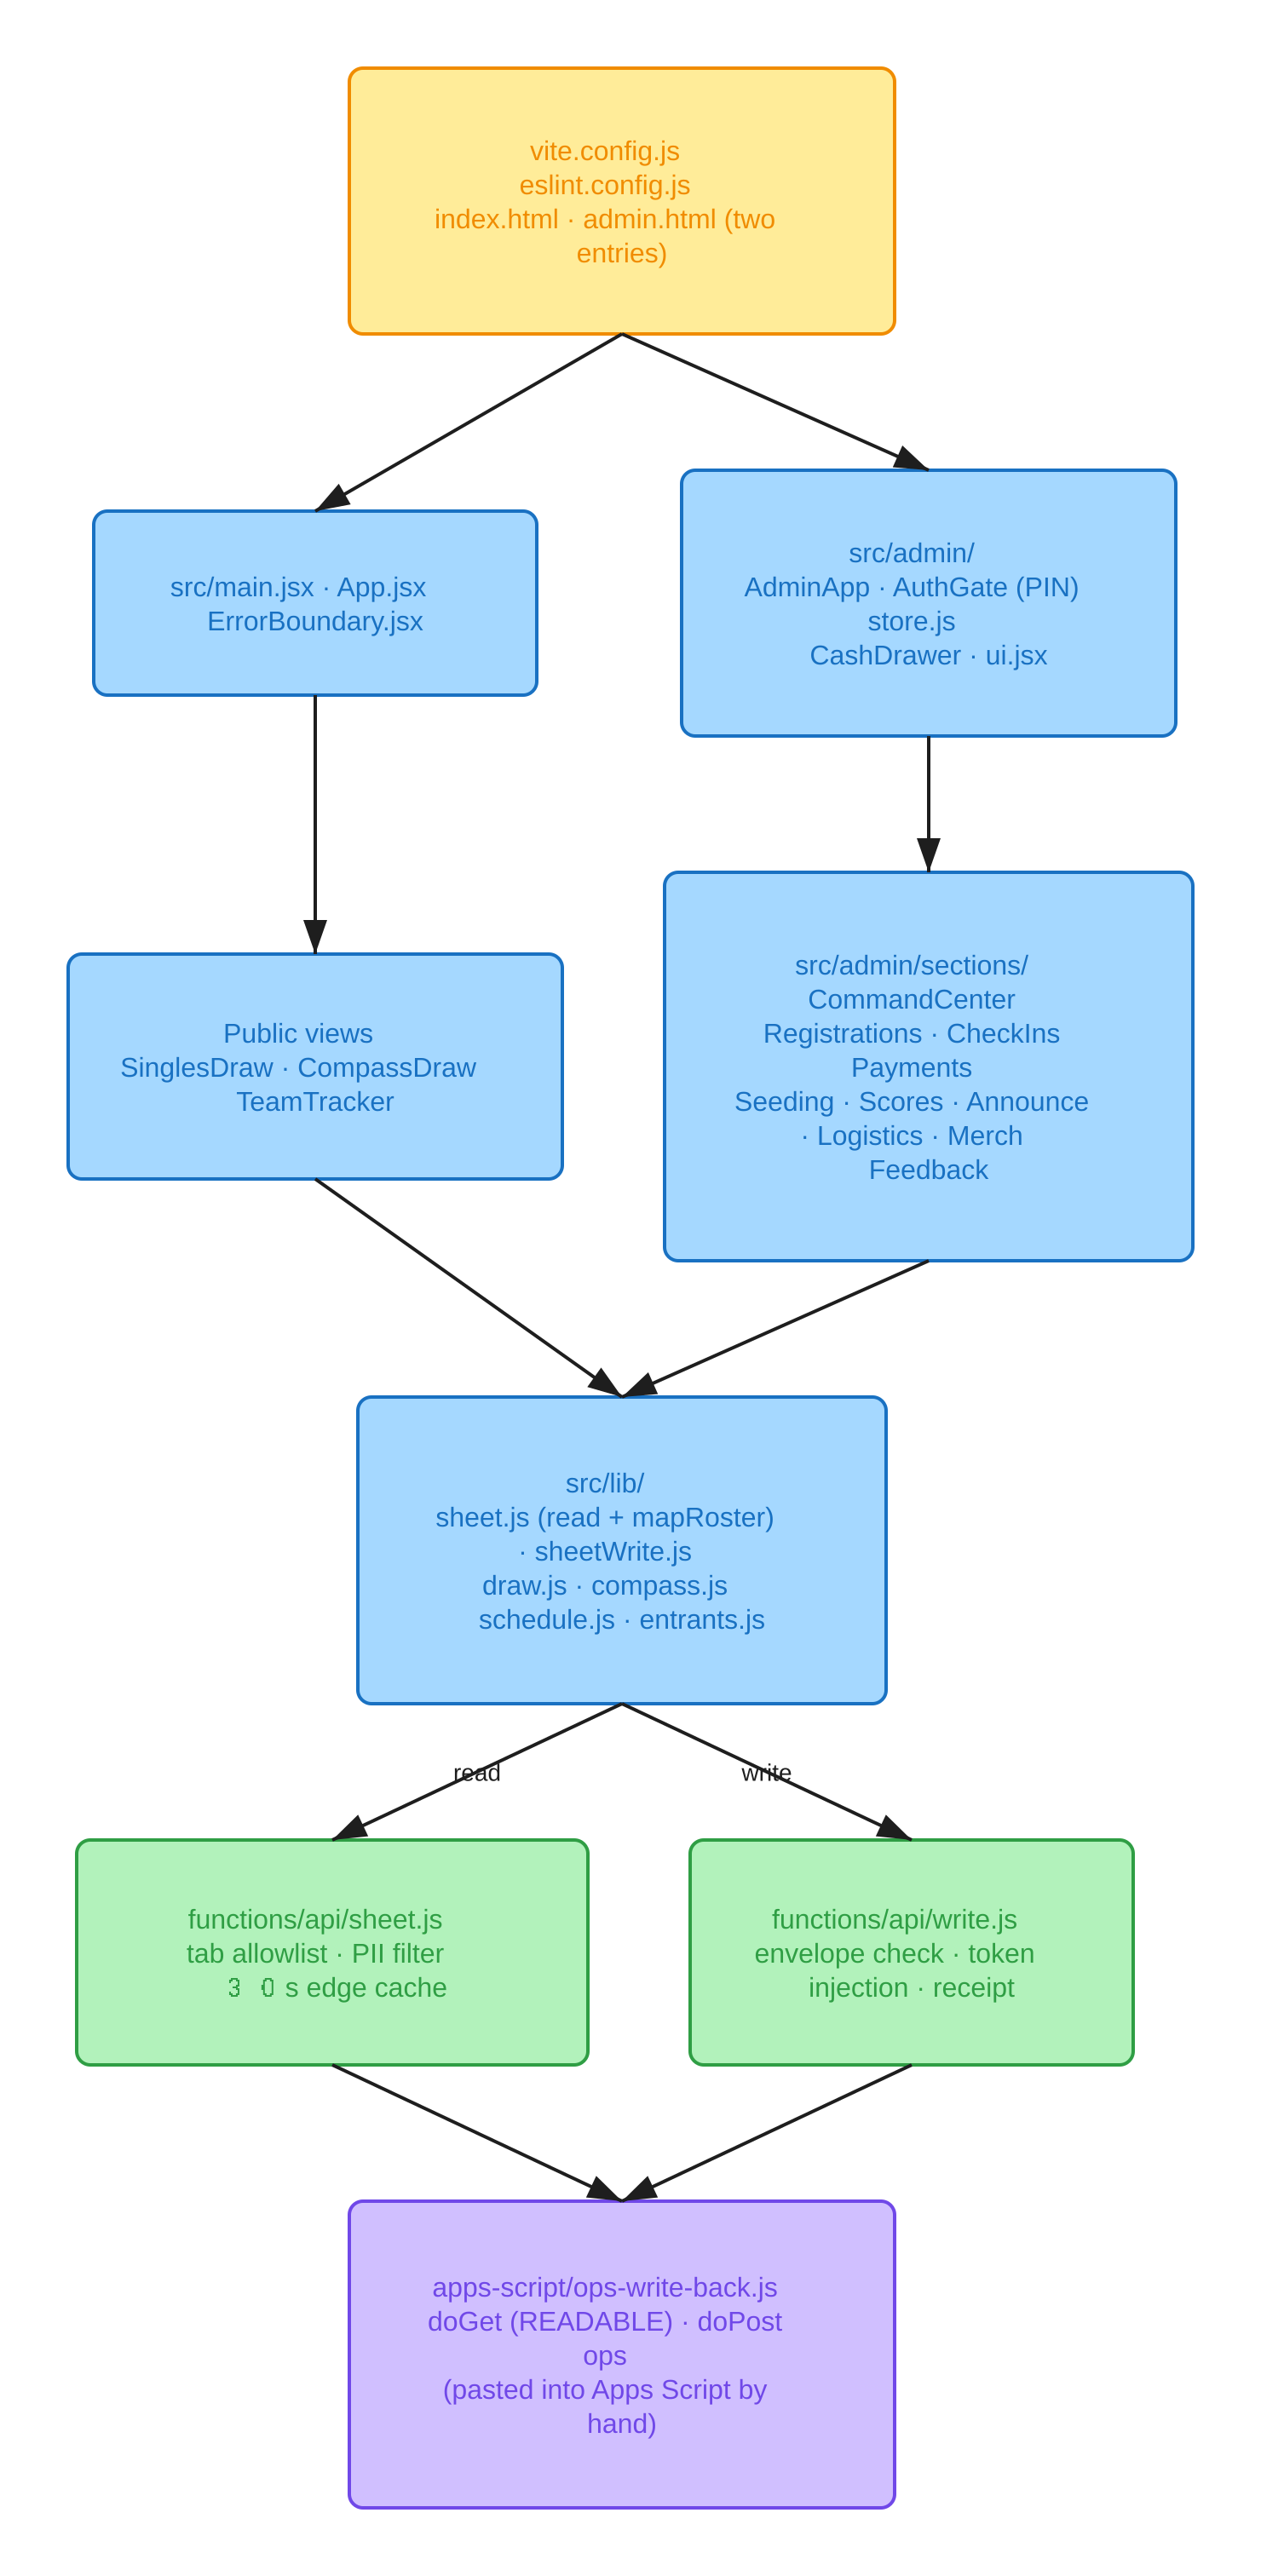 vite.config.js
eslint.config.js
index.html · admin.html (two
entries)
src/main.jsx · App.jsx
ErrorBoundary.jsx
src/admin/
AdminApp · AuthGate (PIN)
store.js
CashDrawer · ui.jsx
Public views
SinglesDraw · CompassDraw
TeamTracker
src/admin/sections/
CommandCenter
Registrations · CheckIns
Payments
Seeding · Scores · Announce
· Logistics · Merch
Feedback
src/lib/
sheet.js (read + mapRoster)
· sheetWrite.js
draw.js · compass.js
schedule.js · entrants.js
read
write
functions/api/sheet.js
tab allowlist · PII filter
30s edge cache
functions/api/write.js
envelope check · token
injection · receipt
apps-script/ops-write-back.js
doGet (READABLE) · doPost
ops
(pasted into Apps Script by
hand)